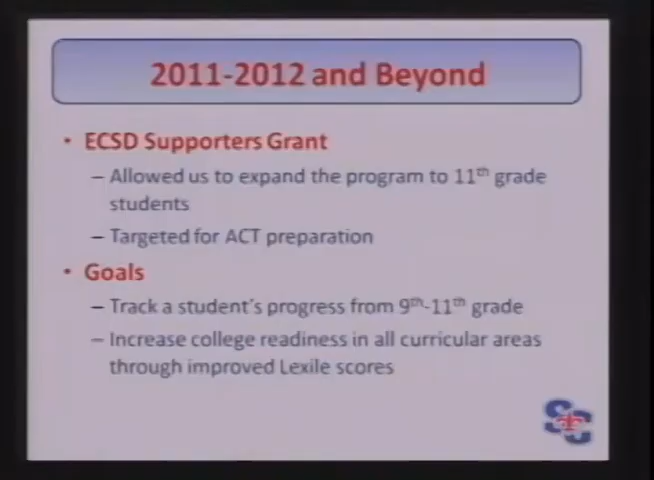 2011-2012 and Beyond
• ECSD Supporters Grant
– Allowed us to expand the program to 11th grade
students
– Targeted for ACT preparation
• Goals
– Track a student's progress from 9th-11th grade
– Increase college readiness in all curricular areas
through improved Lexile scores
SC